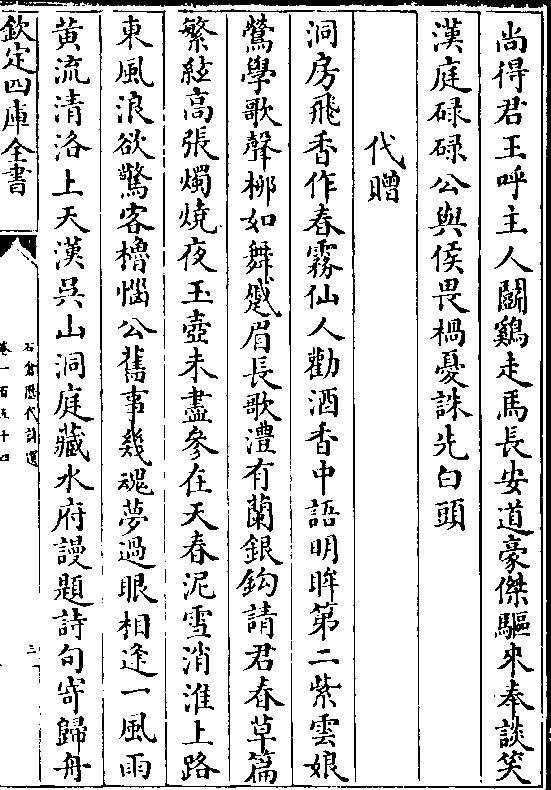 尚得君王呼主人鬭鷄走馬長安道豪傑驅來奉談笑
漢庭碌碌公與侯畏禍憂誅先白頭
代贈
洞房飛香作春霧仙人勸酒香中語明眸第二紫雲娘
鶯學歌聲柳如舞蹙眉長歌澧有蘭銀鈎請君春草篇
繁絃高張燭燒夜玉壺未盡參在天春泥雪消淮上路
東風浪欲驚客櫓惱公舊事幾魂夢過眼相逢一風雨
黄流清洛上天漢吳山洞庭藏水府謾題詩句寄歸舟
欽定四庫全書
石倉歷代詩選
卷一百五十四
三